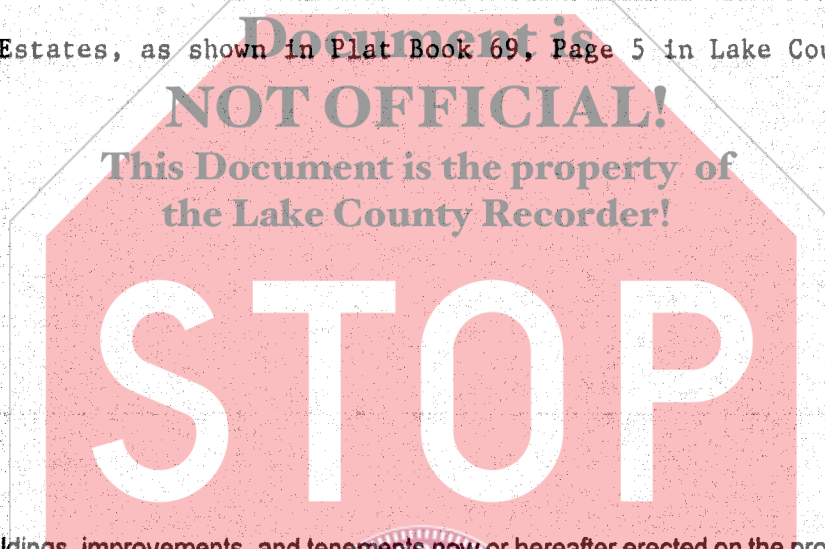 Document is
Estates, as shown in Plat Book 69, Page 5 in Lake Cou
NOT OFFICIAL!
This Document is the property of
the Lake County Recorder!
STOP
ldings, improvements, and tenements now or hereafter erected on the pro